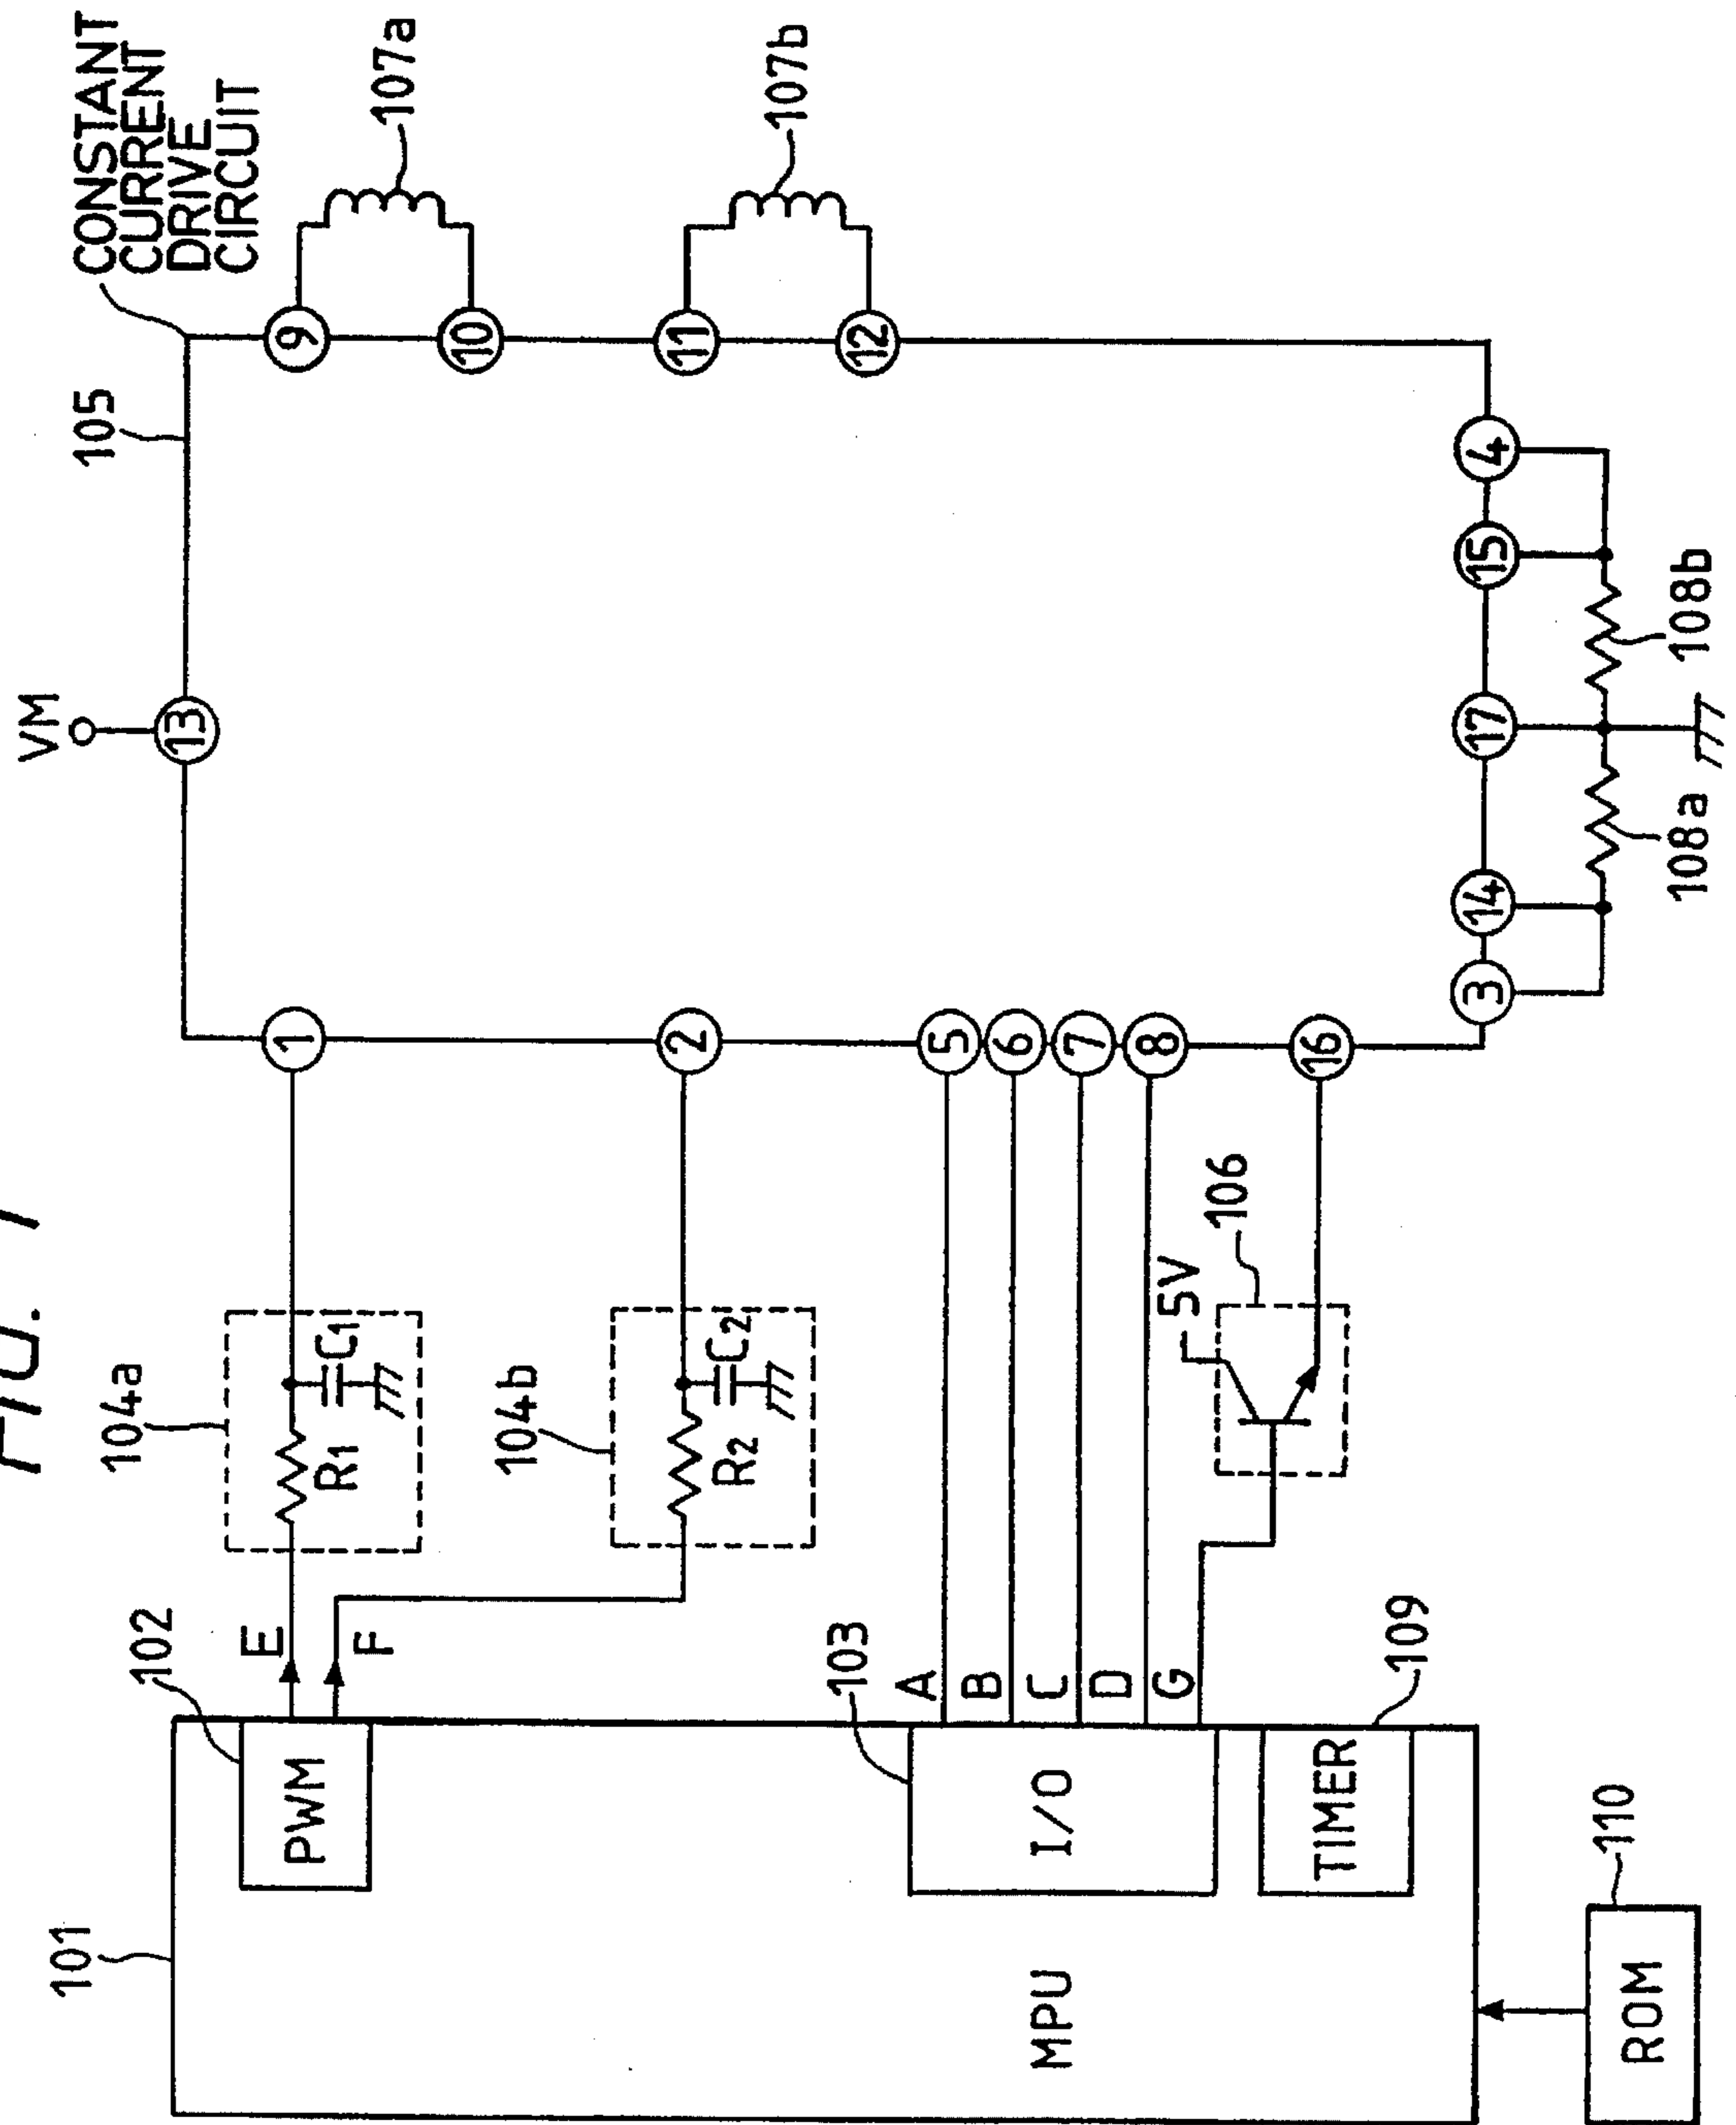 FIG. 1
CONSTANT
CURRENT
DRIVE
CIRCUIT
VM
105
13
101
102
PWM
E
F
104a
R1
C1
1
9
10
107a
104b
R2
C2
2
11
12
107b
MPU
103
I/O
A
B
C
D
G
5
6
7
8
5V
106
16
TIMER
109
3
14
17
15
4
108a
108b
ROM
110